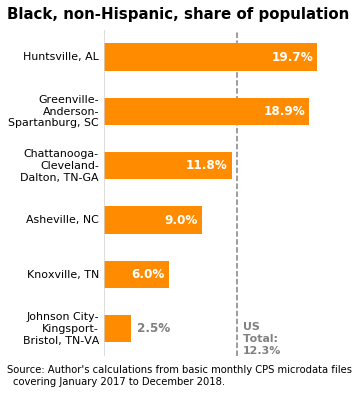 Black, non-Hispanic, share of population
Huntsville, AL
19.7%
Greenville-
Anderson-
Spartanburg, SC
18.9%
Chattanooga-
Cleveland-
Dalton, TN-GA
11.8%
Asheville, NC
9.0%
Knoxville, TN
6.0%
Johnson City-
Kingsport-
Bristol, TN-VA
2.5%
US
Total:
12.3%
Source: Author's calculations from basic monthly CPS microdata files
covering January 2017 to December 2018.